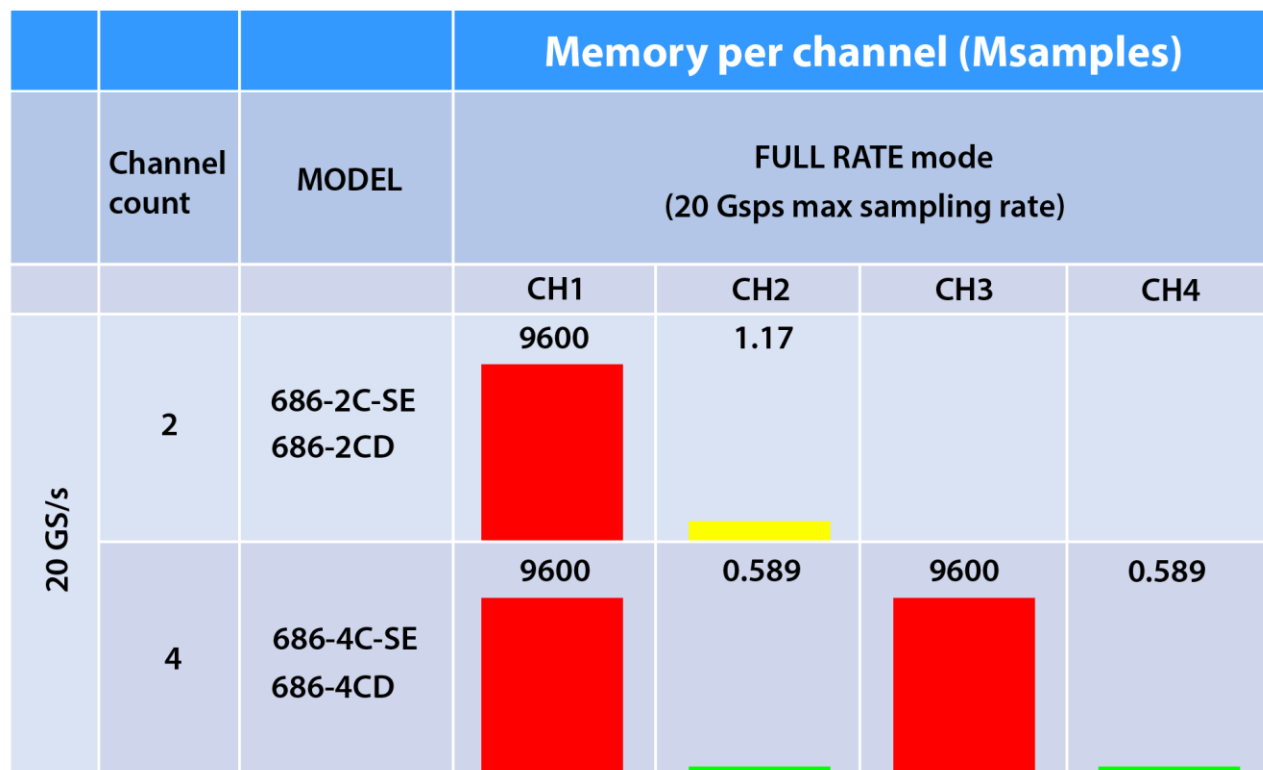 Memory per channel (Msamples)
Channel
count
MODEL
FULL RATE mode
(20 Gsps max sampling rate)
CH1 CH2 CH3 CH4
20 GS/s
2
686-2C-SE
686-2CD
9600 1.17
4
686-4C-SE
686-4CD
9600 0.589 9600 0.589